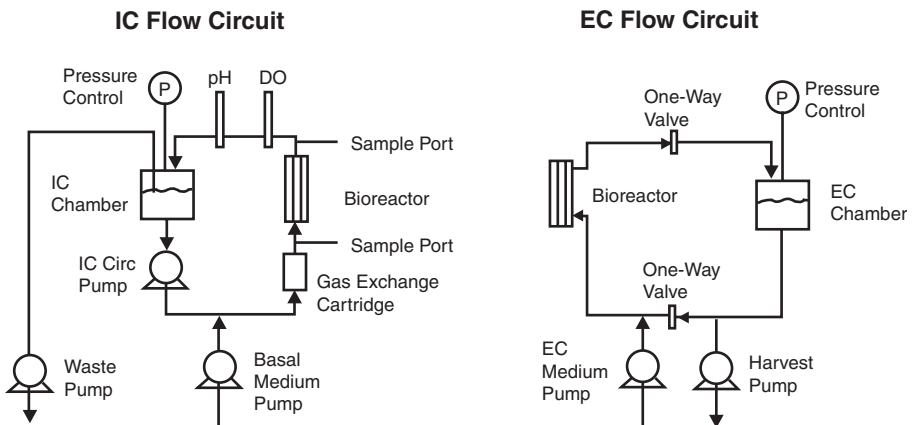 IC Flow Circuit
Pressure
Control
P
pH
DO
Sample Port
IC
Chamber
Bioreactor
Sample Port
IC Circ
Pump
Gas Exchange
Cartridge
Waste
Pump
Basal
Medium
Pump
EC Flow Circuit
One-Way
Valve
P
Pressure
Control
Bioreactor
EC
Chamber
One-Way
Valve
EC
Medium
Pump
Harvest
Pump